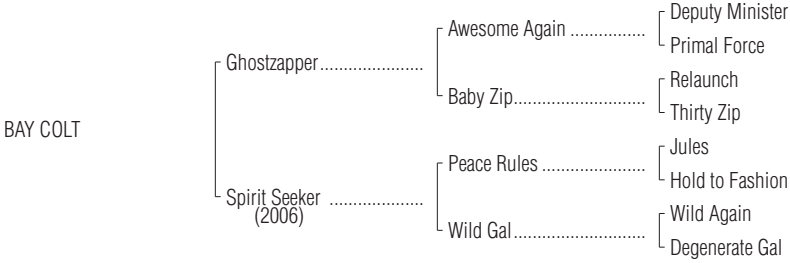 Deputy Minister
Awesome Again ................
Primal Force
Ghostzapper......................
Relaunch
Baby Zip............................
Thirty Zip
BAY COLT
Jules
Peace Rules ......................
Hold to Fashion
Spirit Seeker ....................
(2006)
Wild Again
Wild Gal............................
Degenerate Gal